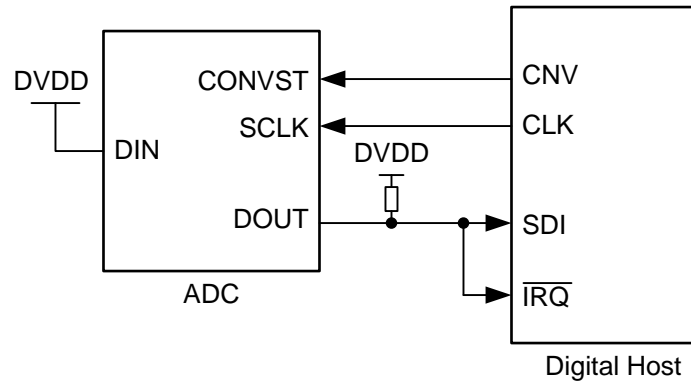 DVDD
DIN
CONVST
SCLK
DOUT
ADC
DVDD
CNV
CLK
SDI
IRQ
Digital Host